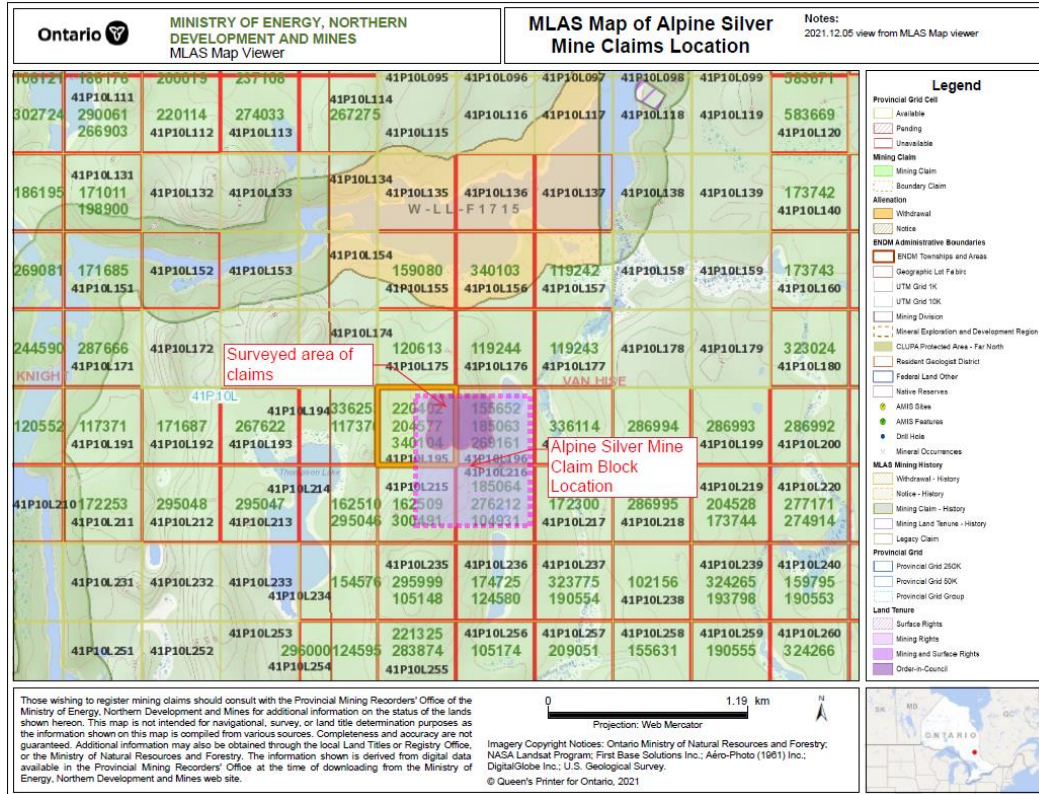 Ontario
MINISTRY OF ENERGY, NORTHERN
DEVELOPMENT AND MINES
MLAS Map Viewer
MLAS Map of Alpine Silver
Mine Claims Location
Notes:
2021.12.05 view from MLAS Map viewer
106121 186176 200019 237108 41P10L095 41P10L096 41P10L097 41P10L098 41P10L099 583671
41P10L111 41P10L114
302724 290061 220114 274033 267275 41P10L116 41P10L117 41P10L118 41P10L119 583669
266903 41P10L112 41P10L113 41P10L115 41P10L120
41P10L131 41P10L134
186195 171011 41P10L132 41P10L133 41P10L135 41P10L136 41P10L137 41P10L138 41P10L139 173742
198900 W-LL-F1715 41P10L140
41P10L154
269081 171685 41P10L152 41P10L153 159080 340103 119242 41P10L158 41P10L159 173743
41P10L151 41P10L155 41P10L156 41P10L157 41P10L160
41P10L174
244590 287666 41P10L172 120613 119244 119243 41P10L178 41P10L179 323024
41P10L171 41P10L175 41P10L176 41P10L177 41P10L180
Surveyed area of
claims
KNIGHT VAN HISE
41P10L
41P10L194 33625 220402 155652
120552 117371 171687 267622 11737 204577 185063 336114 286994 286993 286992
41P10L191 41P10L192 41P10L193 340104 269161 41P10L199 41P10L200
41P10L195 41P10L196
Alpine Silver Mine
Claim Block
Location
Thompson Lake 41P10L216
41P10L214 41P10L215 185064 41P10L219 41P10L220
41P10L210 172253 295048 295047 162510 162509 276212 172300 286995 204528 277171
41P10L211 41P10L212 41P10L213 295046 300491 104931 41P10L217 41P10L218 173744 274914
41P10L235 41P10L236 41P10L237 41P10L239 41P10L240
41P10L231 41P10L232 41P10L233 154576 295999 174725 323775 102156 324265 159795
41P10L234 105148 124580 190554 41P10L238 193798 190553
41P10L253 221325 41P10L256 41P10L257 41P10L258 41P10L259 41P10L260
41P10L251 41P10L252 296000 124595 283874 105174 209051 155631 190555 324266
41P10L254 41P10L255
Legend
Provincial Grid Cell
Available
Pending
Unavailable
Mining Claim
Mining Claim
Boundary Claim
Alienation
Withdrawal
Notice
ENDM Administrative Boundaries
ENDM Townships and Areas
Geographic Lot Fabric
UTM Grid 1K
UTM Grid 10K
Mining Division
Mineral Exploration and Development Region
CLUPA Protected Area - Far North
Resident Geologist District
Federal Land Other
Native Reserves
AMIS Sites
AMIS Features
Drill Hole
Mineral Occurrences
MLAS Mining History
Withdrawal - History
Notice - History
Mining Claim - History
Mining Land Tenure - History
Legacy Claim
Provincial Grid
Provincial Grid 250K
Provincial Grid 50K
Provincial Grid Group
Land Tenure
Surface Rights
Mining Rights
Mining and Surface Rights
Order-in-Council
Those wishing to register mining claims should consult with the Provincial Mining Recorders' Office of the
Ministry of Energy, Northern Development and Mines for additional information on the status of the lands
shown hereon. This map is not intended for navigational, survey, or land title determination purposes as
the information shown on this map is compiled from various sources. Completeness and accuracy are not
guaranteed. Additional information may also be obtained through the local Land Titles or Registry Office,
or the Ministry of Natural Resources and Forestry. The information shown is derived from digital data
available in the Provincial Mining Recorders' Office at the time of downloading from the Ministry of
Energy, Northern Development and Mines web site.
0 1.19 km
N
Projection: Web Mercator
Imagery Copyright Notices: Ontario Ministry of Natural Resources and Forestry;
NASA Landsat Program; First Base Solutions Inc.; Aéro-Photo (1961) Inc.;
DigitalGlobe Inc.; U.S. Geological Survey.
© Queen's Printer for Ontario, 2021
SK MB ONTARIO QC